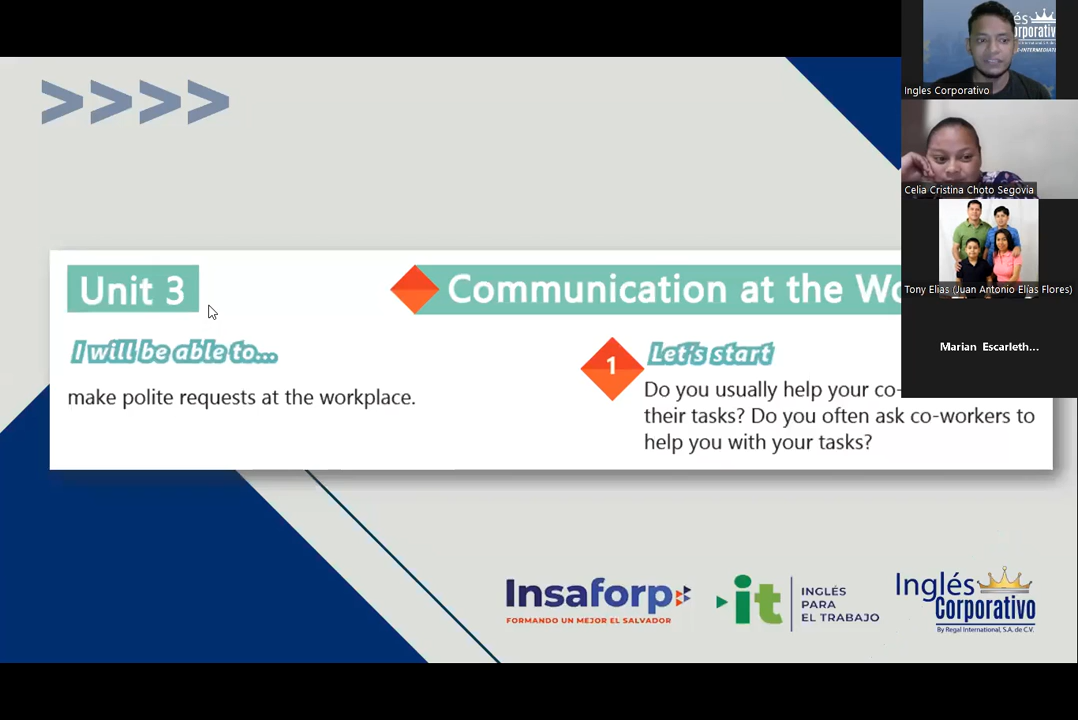 >>>>
Unit 3
Communication at the
I will be able to...
make polite requests at the workplace.
1
Let's start
Do you usually help your co-
their tasks? Do you often ask co-workers to
help you with your tasks?
Insaforp
FORMANDO UN MEJOR EL SALVADOR
it
INGLÉS
PARA
EL TRABAJO
Inglés
Corporativo
By Regal International, S.A. de C.V.
Ingles Corporativo
Celia Cristina Choto Segovia
Tony Elias (Juan Antonio Elías Flores)
Marian Escarleth...